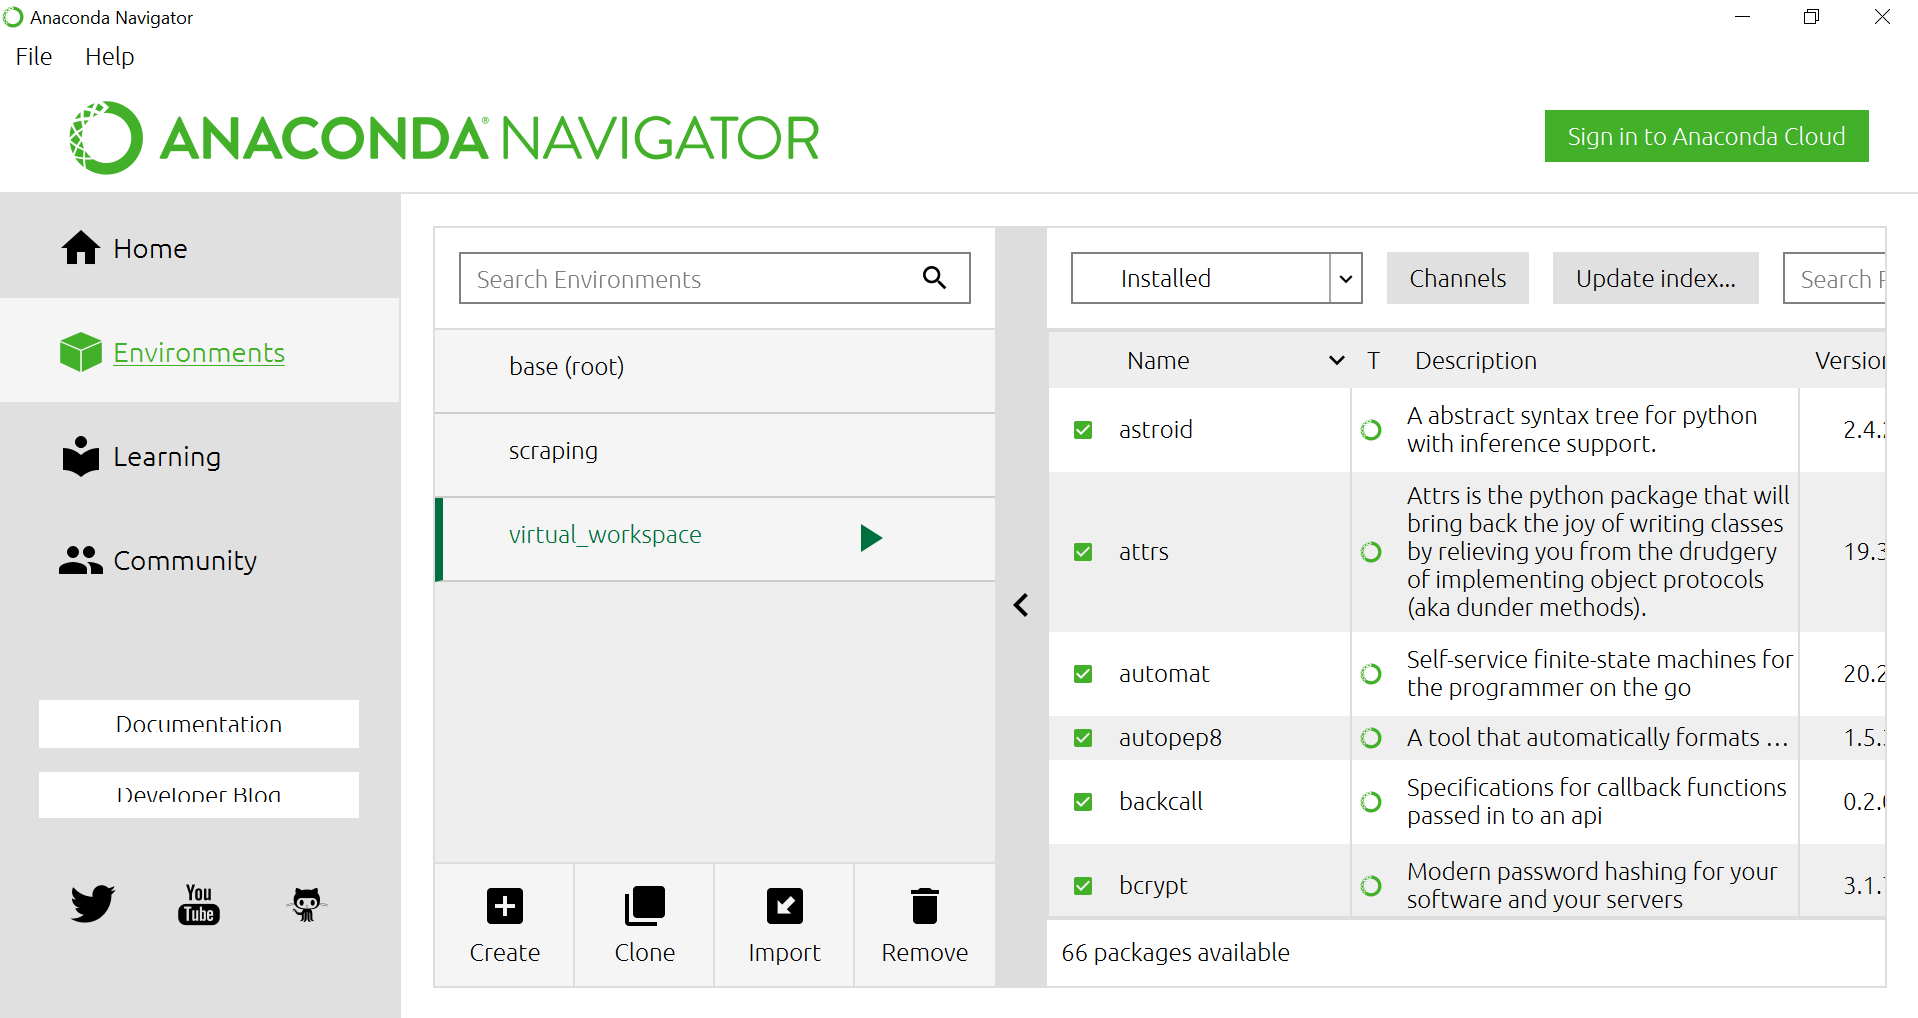 Anaconda Navigator
File Help
ANACONDA® NAVIGATOR
Sign in to Anaconda Cloud
Home
Environments
Learning
Community
Documentation
Developer Blog
You
Tube
Search Environments
base (root)
scraping
virtual_workspace
Create Clone Import Remove
Installed Channels Update index... Search
Name T Description Version
astroid
A abstract syntax tree for python
with inference support.
2.4.
attrs
Attrs is the python package that will
bring back the joy of writing classes
by relieving you from the drudgery
of implementing object protocols
(aka dunder methods).
19.3
automat
Self-service finite-state machines for
the programmer on the go
20.2
autopep8 A tool that automatically formats ... 1.5.
backcall
Specifications for callback functions
passed in to an api
0.2.
bcrypt
Modern password hashing for your
software and your servers
3.1.
66 packages available